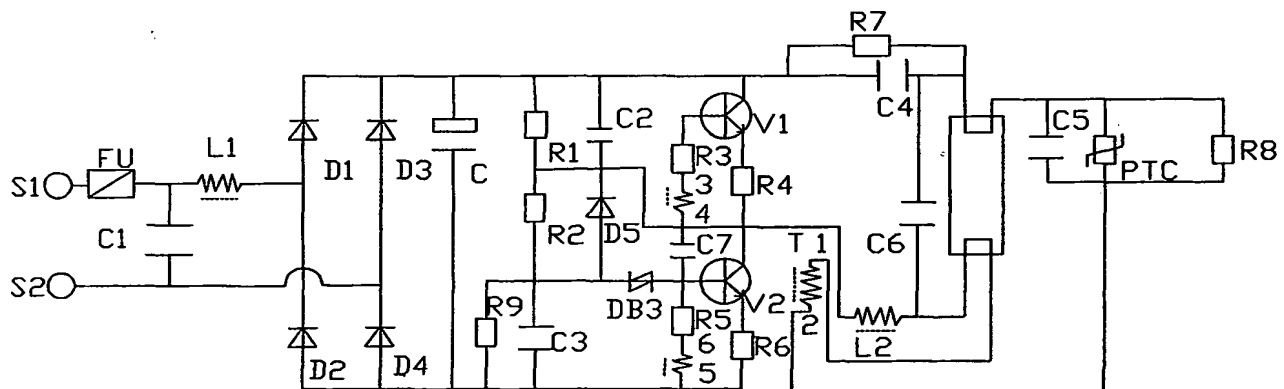 R7
C4
V1
C2
C5
FU
L1
D1
D3
C
R1
R3
R4
PTC
R8
S1
3
4
C1
R2
D5
C7
T1
C6
S2
R9
DB3
V2
2
C3
R5
R6
L2
6
5
D2
D4